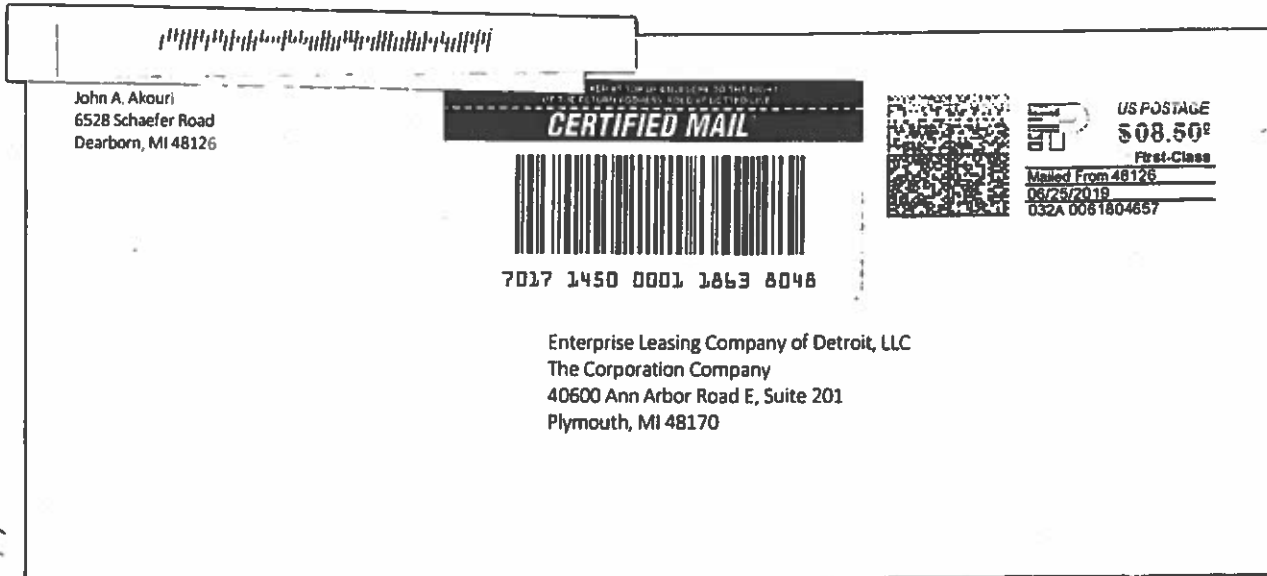 John A. Akouri
6528 Schaefer Road
Dearborn, MI 48126
CERTIFIED MAIL
7017 1450 0001 1863 8048
US POSTAGE
$08.50⁰
First-Class
Mailed From 48126
06/25/2019
032A 0061804657
Enterprise Leasing Company of Detroit, LLC
The Corporation Company
40600 Ann Arbor Road E, Suite 201
Plymouth, MI 48170